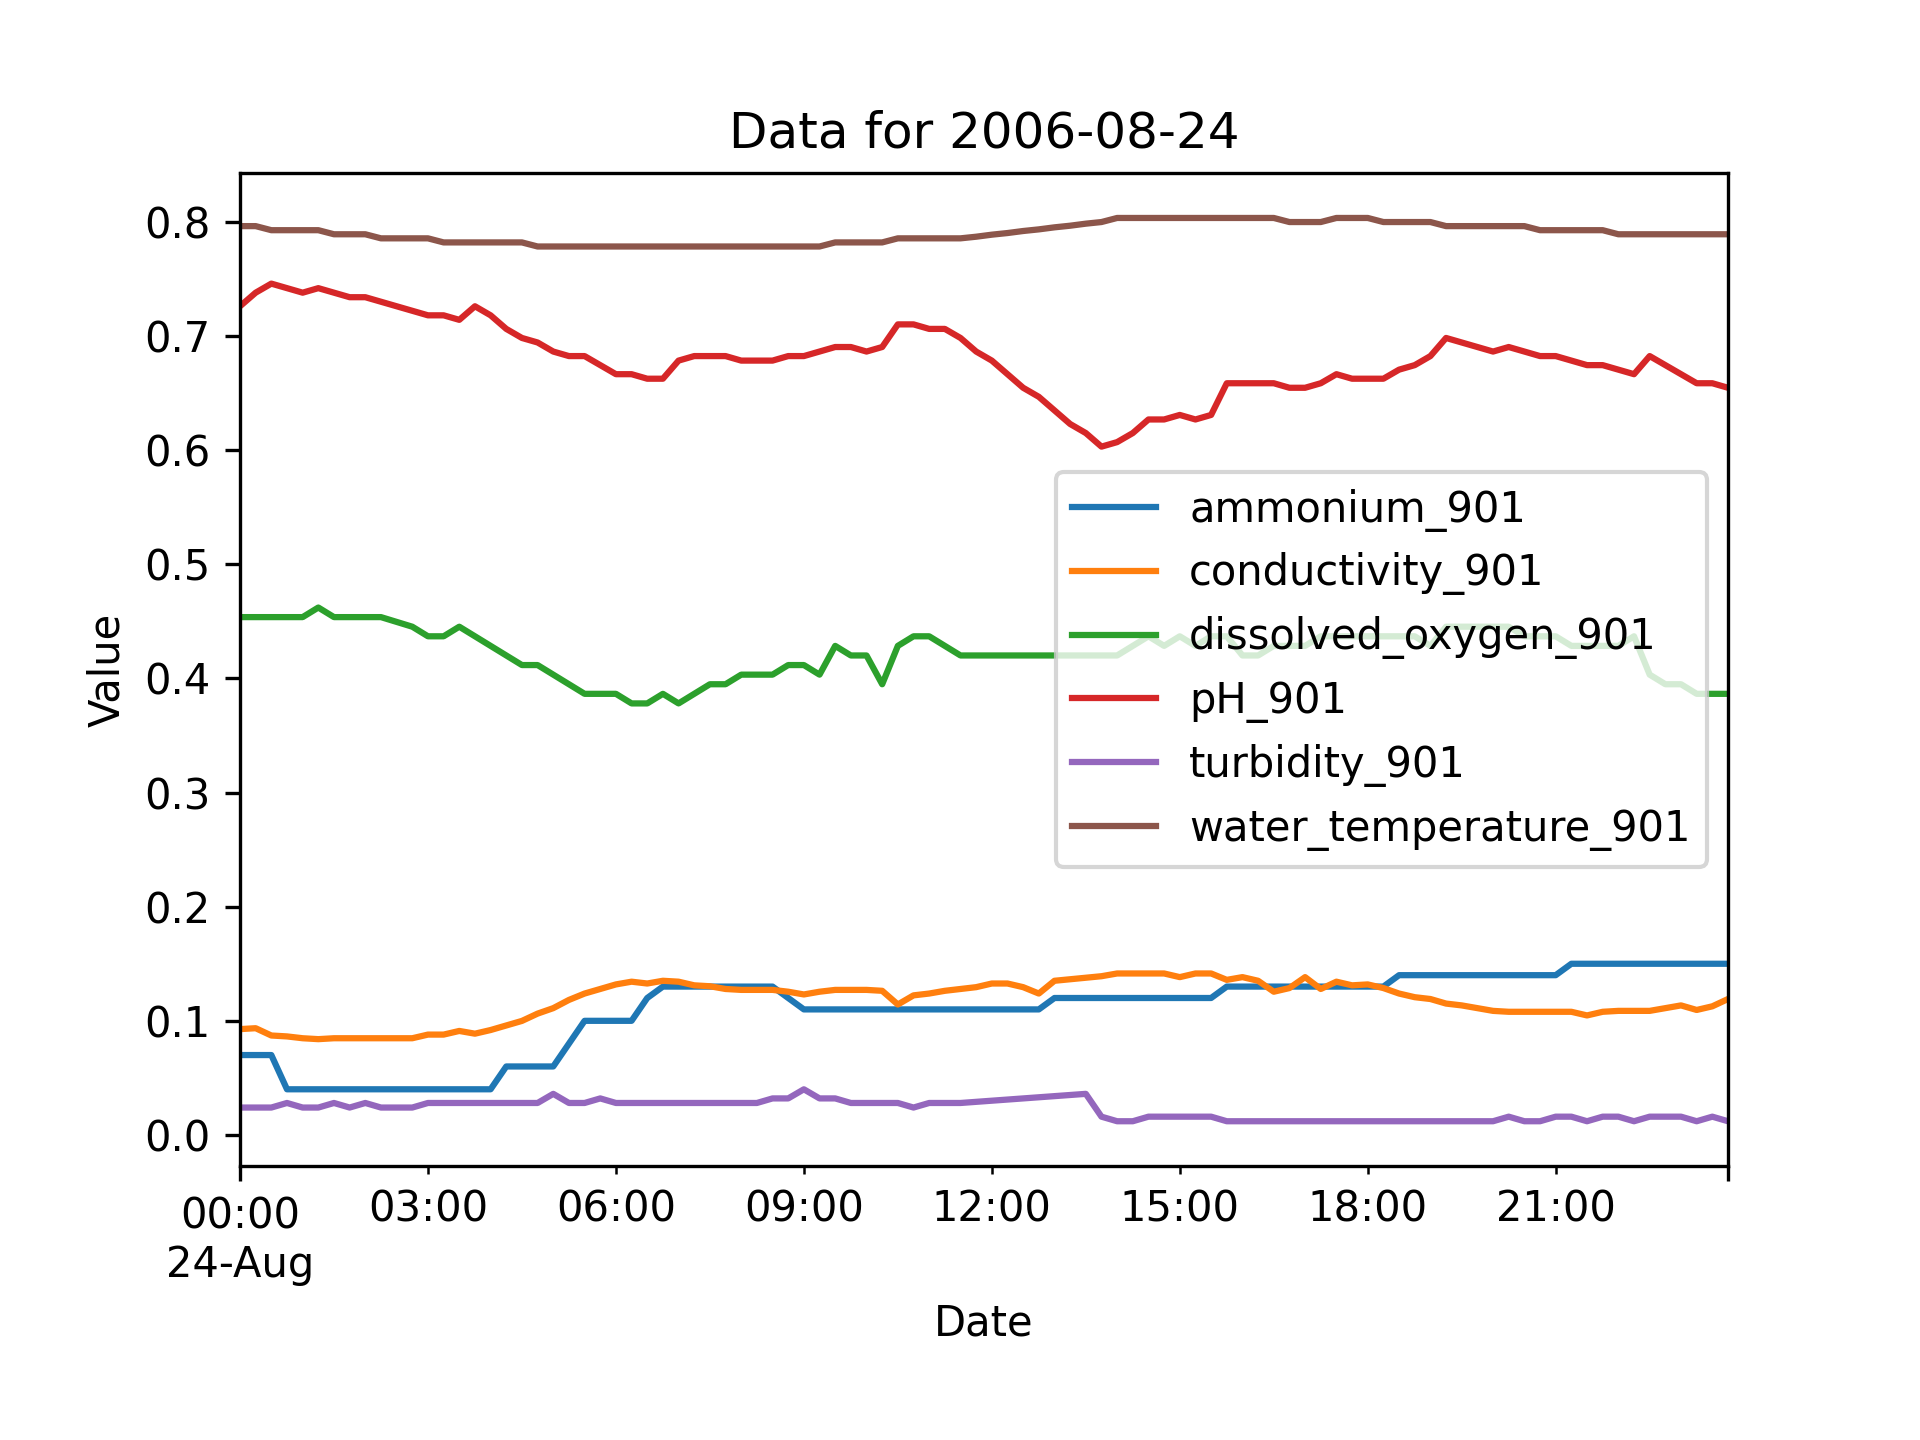 Data for 2006-08-24
0.8
0.7
0.6
0.5
0.4
0.3
0.2
0.1
0.0
Value
ammonium_901
conductivity_901
dissolved_oxygen_901
pH_901
turbidity_901
water_temperature_901
00:00 03:00 06:00 09:00 12:00 15:00 18:00 21:00
24-Aug
Date